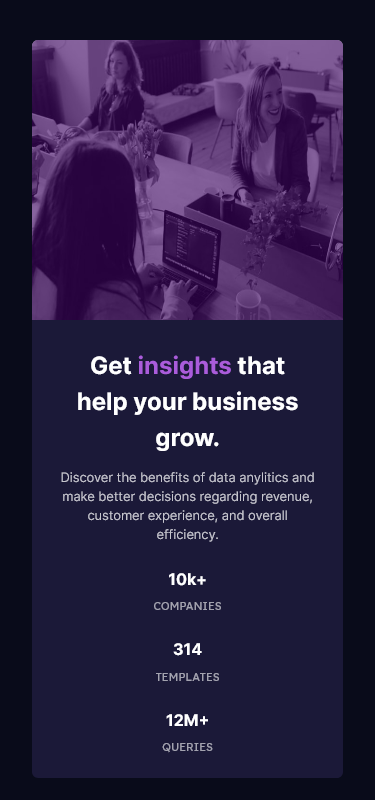 Get insights that
help your business
grow.
Discover the benefits of data anylitics and
make better decisions regarding revenue,
customer experience, and overall
efficiency.
10k+
COMPANIES
314
TEMPLATES
12M+
QUERIES